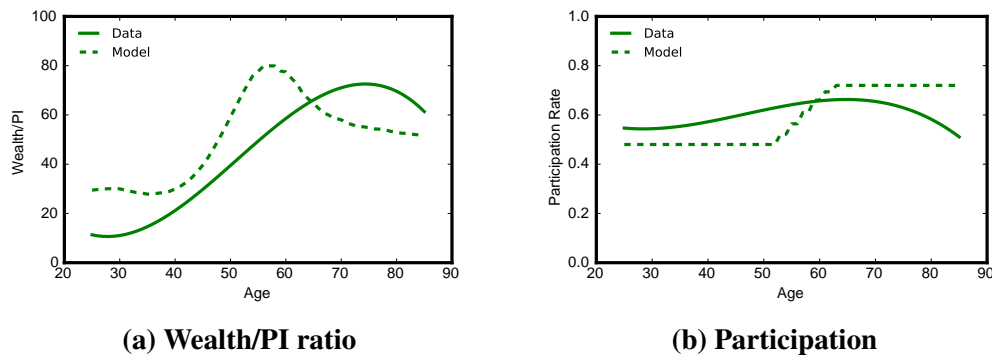 100
80
60
40
20
0
Wealth/PI
Data
Model
20 30 40 50 60 70 80 90
Age
(a) Wealth/PI ratio
1.0
0.8
0.6
0.4
0.2
0.0
Participation Rate
Data
Model
20 30 40 50 60 70 80 90
Age
(b) Participation